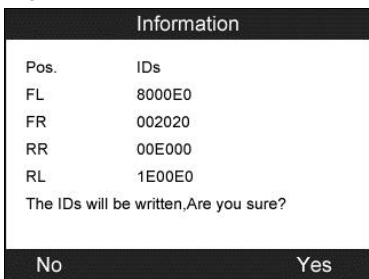 Information
Pos. IDs
FL 8000E0
FR 002020
RR 00E000
RL 1E00E0
The IDs will be written,Are you sure?
No Yes